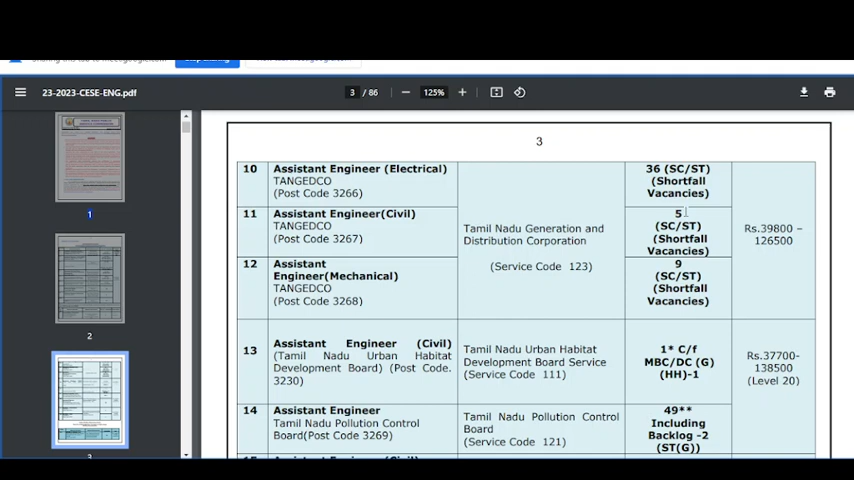 23-2023-CESE-ENG.pdf
3 / 86
125%
1
2
3
3
10
Assistant Engineer (Electrical)
TANGEDCO
(Post Code 3266)
36 (SC/ST)
(Shortfall
Vacancies)
11
Assistant Engineer(Civil)
TANGEDCO
(Post Code 3267)
Tamil Nadu Generation and
Distribution Corporation
(Service Code 123)
5
(SC/ST)
(Shortfall
Vacancies)
Rs.39800 –
126500
12
Assistant
Engineer(Mechanical)
TANGEDCO
(Post Code 3268)
9
(SC/ST)
(Shortfall
Vacancies)
13
Assistant Engineer (Civil)
(Tamil Nadu Urban Habitat
Development Board) (Post Code.
3230)
Tamil Nadu Urban Habitat
Development Board Service
(Service Code 111)
1* C/f
MBC/DC (G)
(HH)-1
Rs.37700-
138500
(Level 20)
14
Assistant Engineer
Tamil Nadu Pollution Control
Board(Post Code 3269)
Tamil Nadu Pollution Control
Board
(Service Code 121)
49**
Including
Backlog -2
(ST(G))